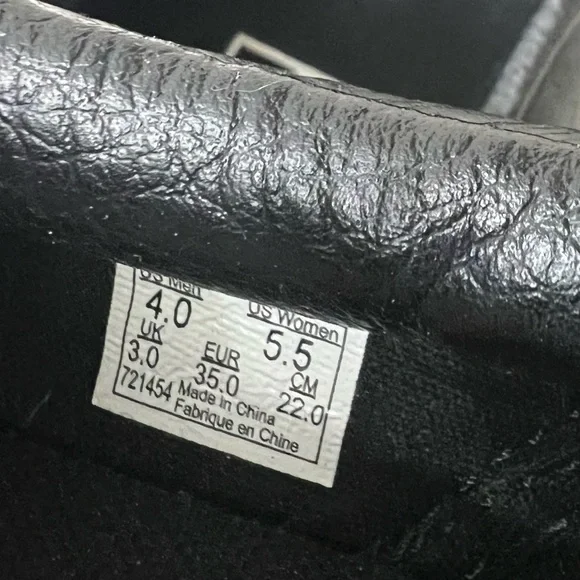 US Men US Women
4.0 5.5
UK EUR CM
3.0 35.0 22.0
721454 Made in China
Fabrique en Chine